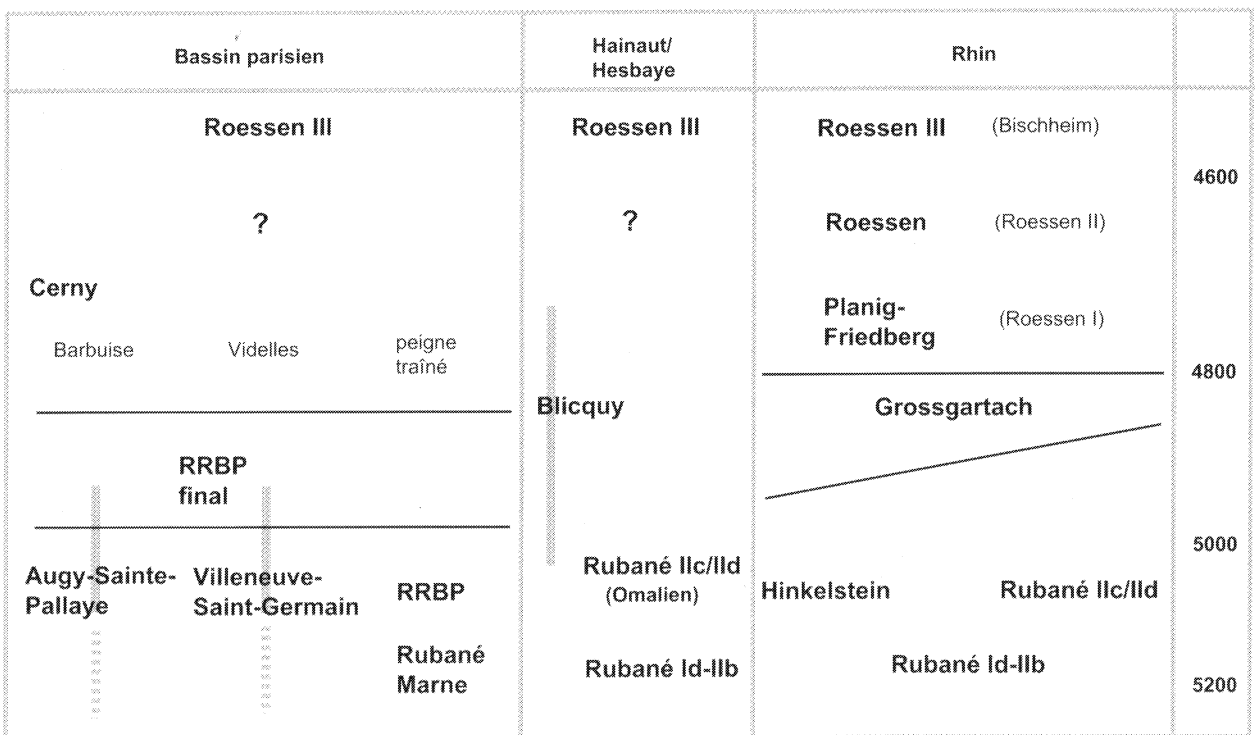 Bassin parisien
Hainaut/
Hesbaye
Rhin
Roessen III
Roessen III
Roessen III (Bischheim)
4600
?
?
Roessen (Roessen II)
Cerny
Planig-
Friedberg
(Roessen I)
Barbuise
Videlles
peigne
traîné
4800
Blicquy
Grossgartach
RRBP
final
5000
Augy-Sainte-
Pallaye
Villeneuve-
Saint-Germain
RRBP
Rubané IIc/IId
(Omalien)
Hinkelstein
Rubané IIc/IId
Rubané
Marne
Rubané Id-IIb
Rubané Id-IIb
5200